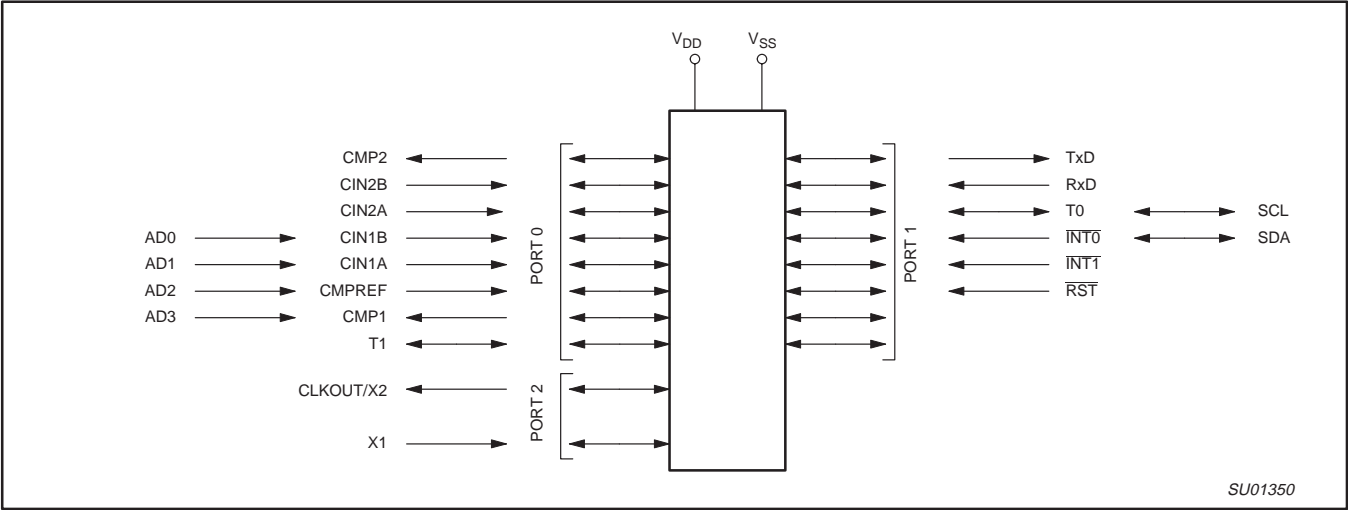 VDD VSS
CMP2 TxD
CIN2B RxD
CIN2A T0 SCL
AD0 CIN1B INT0 SDA
AD1 CIN1A INT1
AD2 CMPREF RST
AD3 CMP1
T1
PORT 0
PORT 1
CLKOUT/X2
X1
PORT 2
SU01350